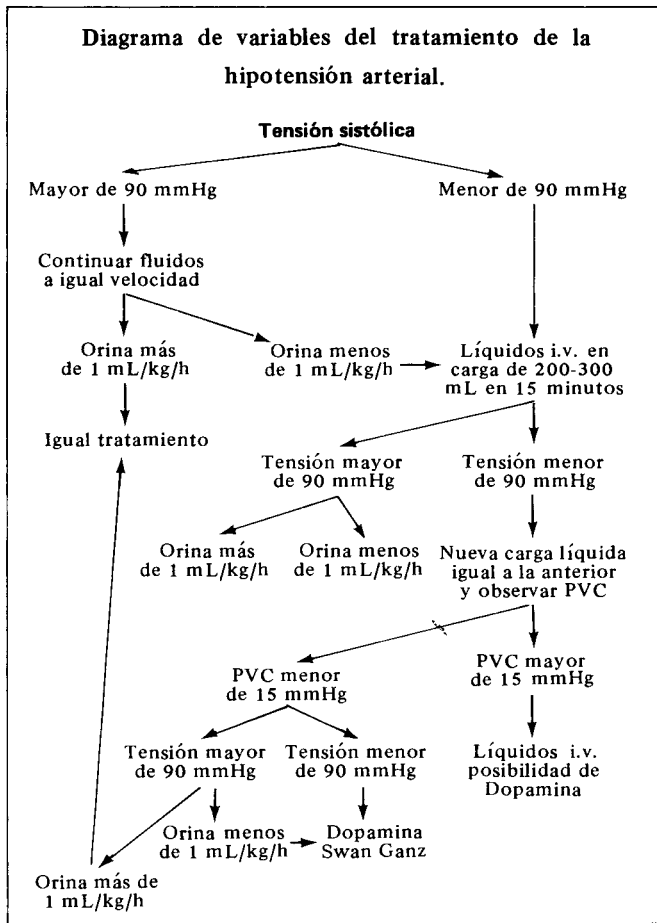 Diagrama de variables del tratamiento de la
hipotensión arterial.
Tensión sistólica
Mayor de 90 mmHg
Menor de 90 mmHg
Continuar fluidos
a igual velocidad
Orina más
de 1 mL/kg/h
Orina menos
de 1 mL/kg/h
Líquidos i.v. en
carga de 200-300
mL en 15 minutos
Igual tratamiento
Tensión mayor
de 90 mmHg
Tensión menor
de 90 mmHg
Orina más
de 1 mL/kg/h
Orina menos
de 1 mL/kg/h
Nueva carga líquida
igual a la anterior
y observar PVC
PVC menor
de 15 mmHg
PVC mayor
de 15 mmHg
Tensión mayor
de 90 mmHg
Tensión menor
de 90 mmHg
Líquidos i.v.
posibilidad de
Dopamina
Orina menos
de 1 mL/kg/h
Dopamina
Swan Ganz
Orina más de
1 mL/kg/h